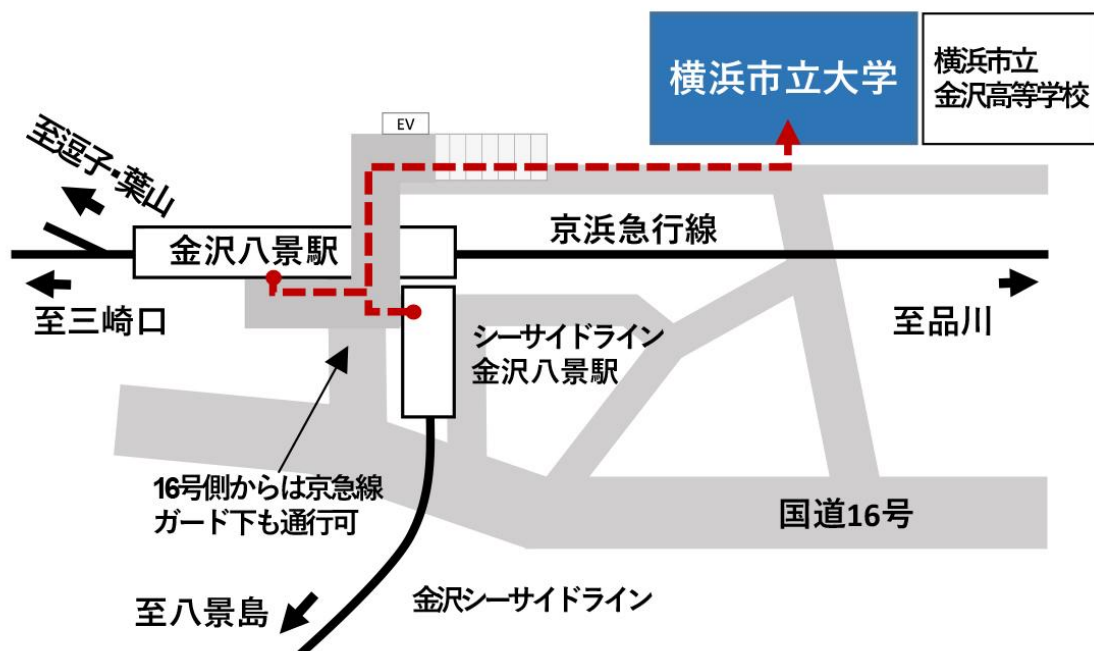 横浜市立大学
横浜市立
金沢高等学校
EV
至逗子・葉山
金沢八景駅
京浜急行線
至三崎口
至品川
シーサイドライン
金沢八景駅
16号側からは京急線
ガード下も通行可
国道16号
至八景島
金沢シーサイドライン